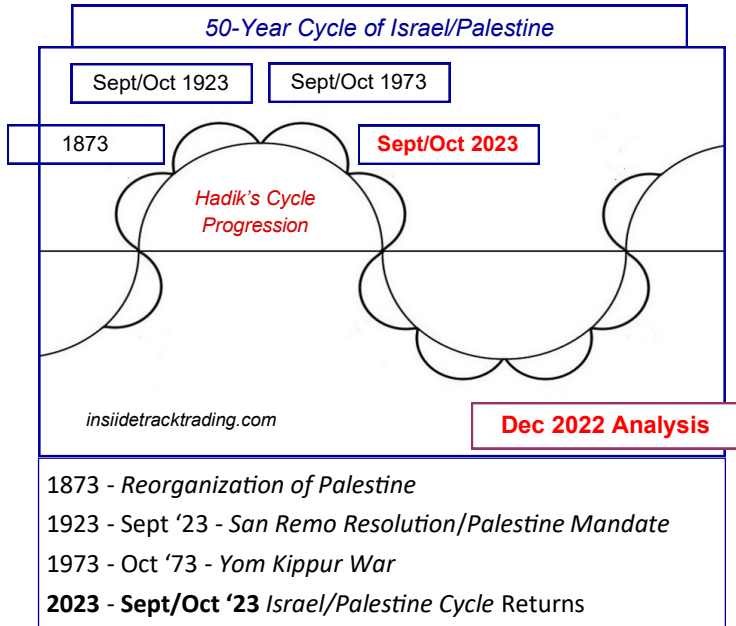 50-Year Cycle of Israel/Palestine
Sept/Oct 1923
Sept/Oct 1973
1873
Sept/Oct 2023
Hadik's Cycle
Progression
insiidetracktrading.com
Dec 2022 Analysis
1873 - Reorganization of Palestine
1923 - Sept ‘23 - San Remo Resolution/Palestine Mandate
1973 - Oct ‘73 - Yom Kippur War
2023 - Sept/Oct ‘23 Israel/Palestine Cycle Returns